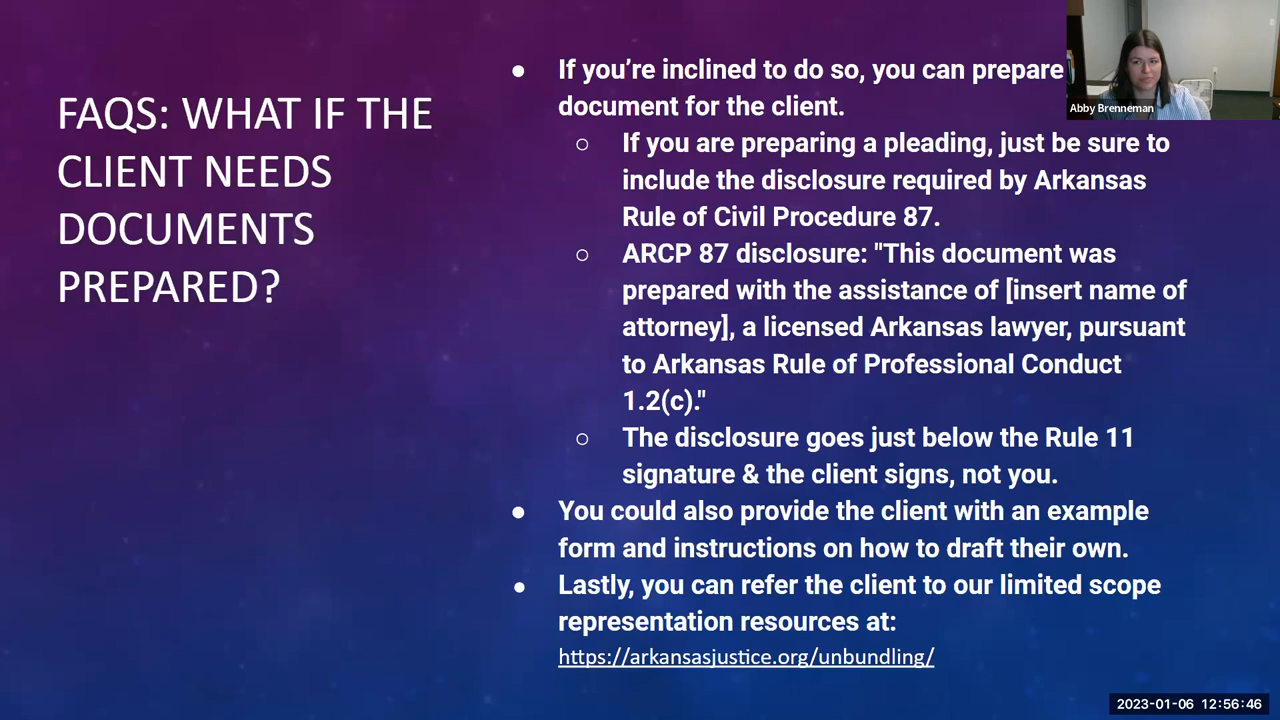 FAQS: WHAT IF THE
CLIENT NEEDS
DOCUMENTS
PREPARED?
● If you’re inclined to do so, you can prepare
document for the client.
○ If you are preparing a pleading, just be sure to
include the disclosure required by Arkansas
Rule of Civil Procedure 87.
○ ARCP 87 disclosure: "This document was
prepared with the assistance of [insert name of
attorney], a licensed Arkansas lawyer, pursuant
to Arkansas Rule of Professional Conduct
1.2(c)."
○ The disclosure goes just below the Rule 11
signature & the client signs, not you.
● You could also provide the client with an example
form and instructions on how to draft their own.
● Lastly, you can refer the client to our limited scope
representation resources at:
https://arkansasjustice.org/unbundling/
Abby Brenneman
2023-01-06 12:56:46